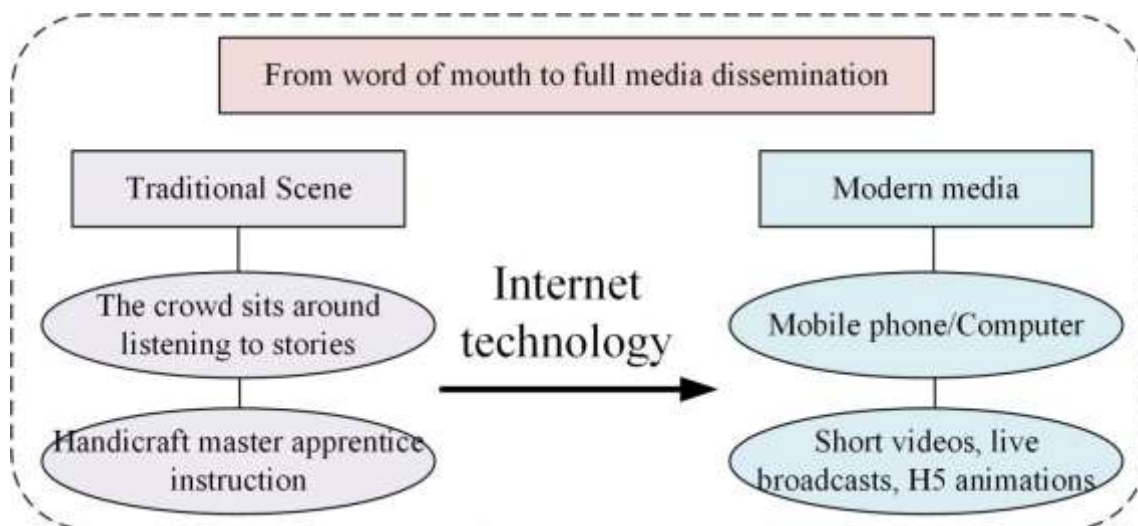 From word of mouth to full media dissemination
Traditional Scene
The crowd sits around
listening to stories
Handicraft master apprentice
instruction
Internet
technology
Modern media
Mobile phone/Computer
Short videos, live
broadcasts, H5 animations